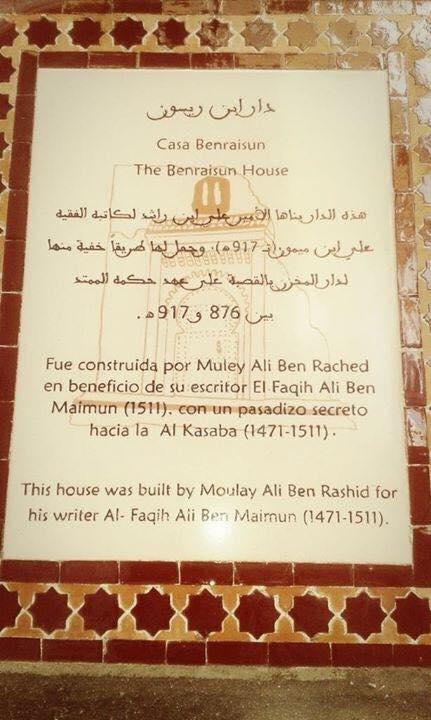 دار ابن ريسون
Casa Benraisun
The Benraisun House
هذه الدار بناها الأمير علي ابن راشد لكاتبه الفقيه
علي ابن ميمون (ت 917 ه)، وجعل لها طريقا خفية منها
لدار المخزن بالقصبة على عهد حكمه الممتد
بين 876 و 917 ه.
Fue construida por Muley Ali Ben Rached
en beneficio de su escritor El Faqih Ali Ben
Maimun (1511), con un pasadizo secreto
hacia la Al Kasaba (1471-1511).
This house was built by Moulay Ali Ben Rashid for
his writer Al- Faqih Ali Ben Maimun (1471-1511).